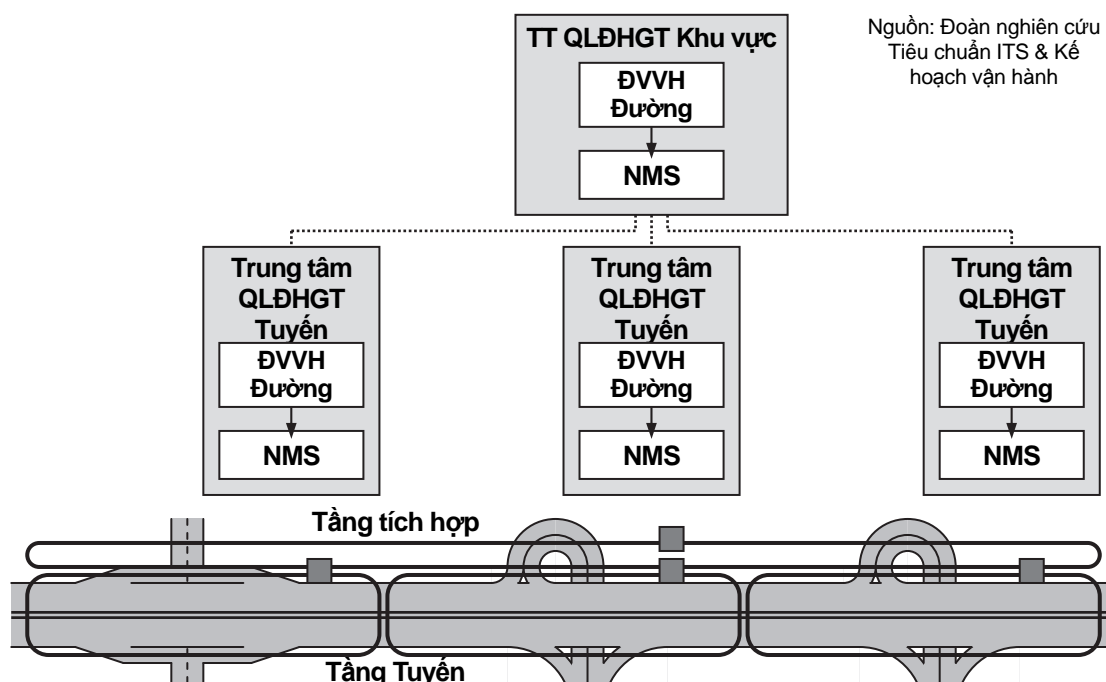 TT QLĐHGT Khu vực
ĐVVH
Đường
NMS
Nguồn: Đoàn nghiên cứu
Tiêu chuẩn ITS & Kế
hoạch vận hành
Trung tâm
QLĐHGT
Tuyến
ĐVVH
Đường
NMS
Trung tâm
QLĐHGT
Tuyến
ĐVVH
Đường
NMS
Trung tâm
QLĐHGT
Tuyến
ĐVVH
Đường
NMS
Tầng tích hợp
Tầng Tuyến